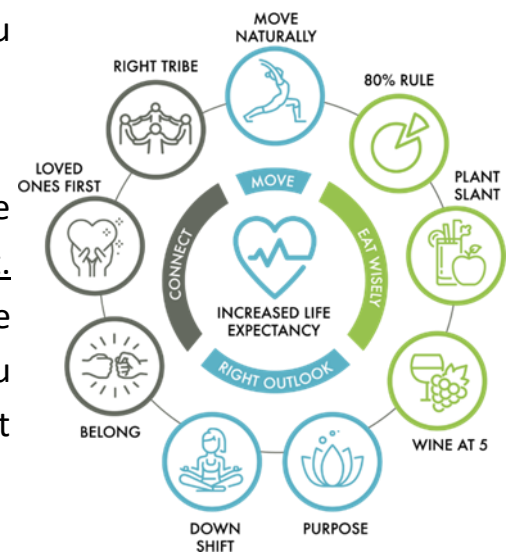 u
e
.
e
u
t
MOVE
NATURALLY
80% RULE
PLANT
SLANT
WINE AT 5
PURPOSE
DOWN
SHIFT
BELONG
LOVED
ONES FIRST
RIGHT TRIBE
MOVE
EAT WISELY
RIGHT OUTLOOK
CONNECT
INCREASED LIFE
EXPECTANCY